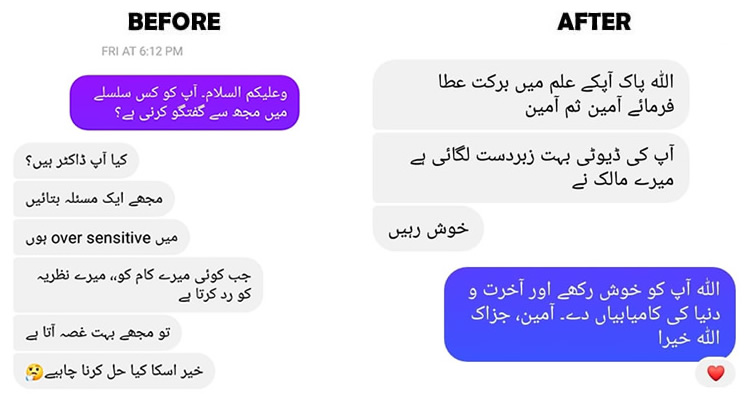 BEFORE
FRI AT 6:12 PM
وعلیکم السلام۔ آپ کو کس سلسلے
میں مجھ سے گفتگو کرنی ہے؟
کیا آپ ڈاکٹر ہیں؟
مجھے ایک مسئلہ بتائیں
میں over sensitive ہوں
جب کوئی میرے کام کو،، میرے نظریہ
کو رد کرتا ہے
تو مجھے بہت غصہ آتا ہے
خیر اسکا کیا حل کرنا چاہیے🤔
AFTER
اللہ پاک آپکے علم میں برکت عطا
فرمائے آمین ثم آمین
آپ کی ڈیوٹی بہت زبردست لگائی ہے
میرے مالک نے
خوش رہیں
اللہ آپ کو خوش رکھے اور آخرت و
دنیا کی کامیابیاں دے۔ آمین، جزاک
اللہ خیرا